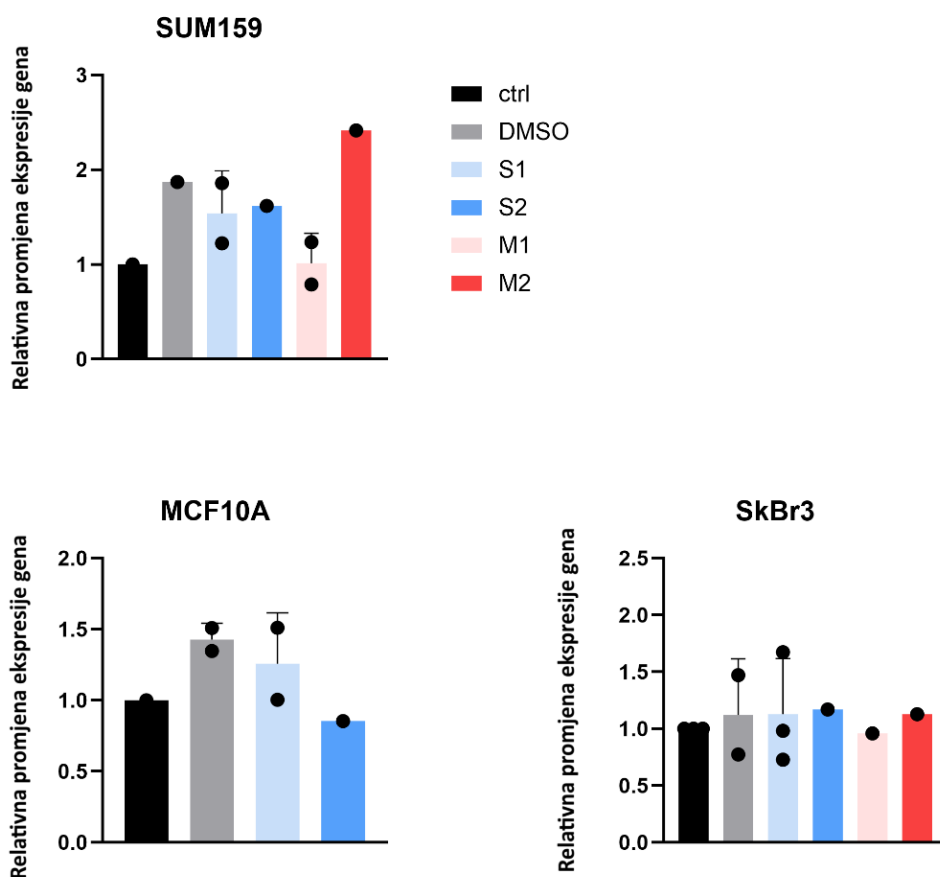 SUM159
Relativna promjena ekspresije gena
3
2
1
0
ctrl
DMSO
S1
S2
M1
M2
MCF10A
Relativna promjena ekspresije gena
2.0
1.5
1.0
0.5
0.0
SkBr3
Relativna promjena ekspresije gena
2.5
2.0
1.5
1.0
0.5
0.0